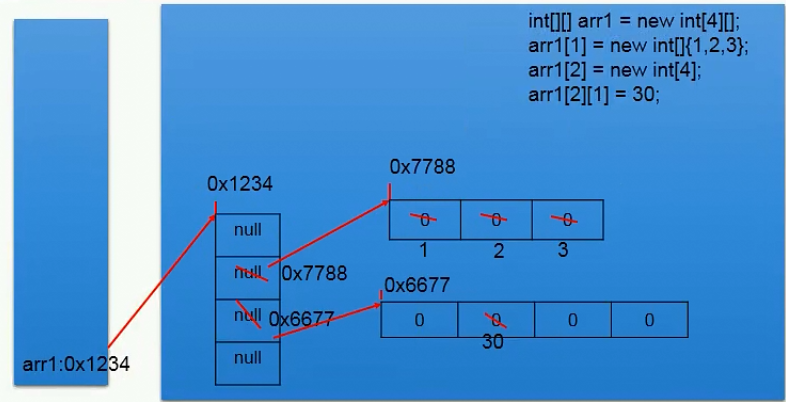 int[][] arr1 = new int[4][];
arr1[1] = new int[]{1,2,3};
arr1[2] = new int[4];
arr1[2][1] = 30;
0x7788
0x1234
0 0 0
1 2 3
null
null 0x7788
0x6677
null 0x6677
0 0 0 0
30
null
arr1:0x1234